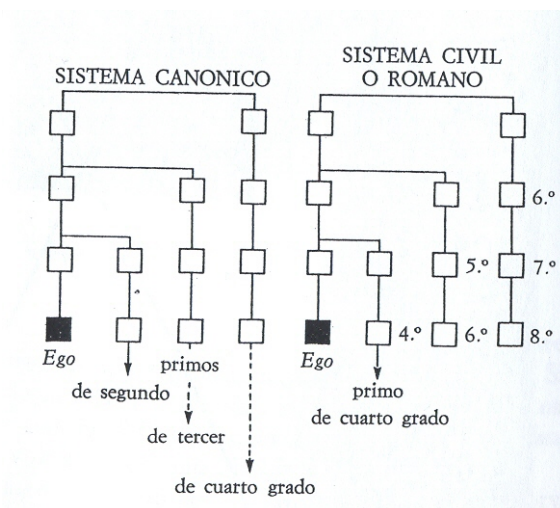 SISTEMA CANONICO
SISTEMA CIVIL
O ROMANO
6.º
5.º
7.º
4.º
6.º
8.º
Ego
primos
de segundo
de tercer
de cuarto grado
Ego
primo
de cuarto grado